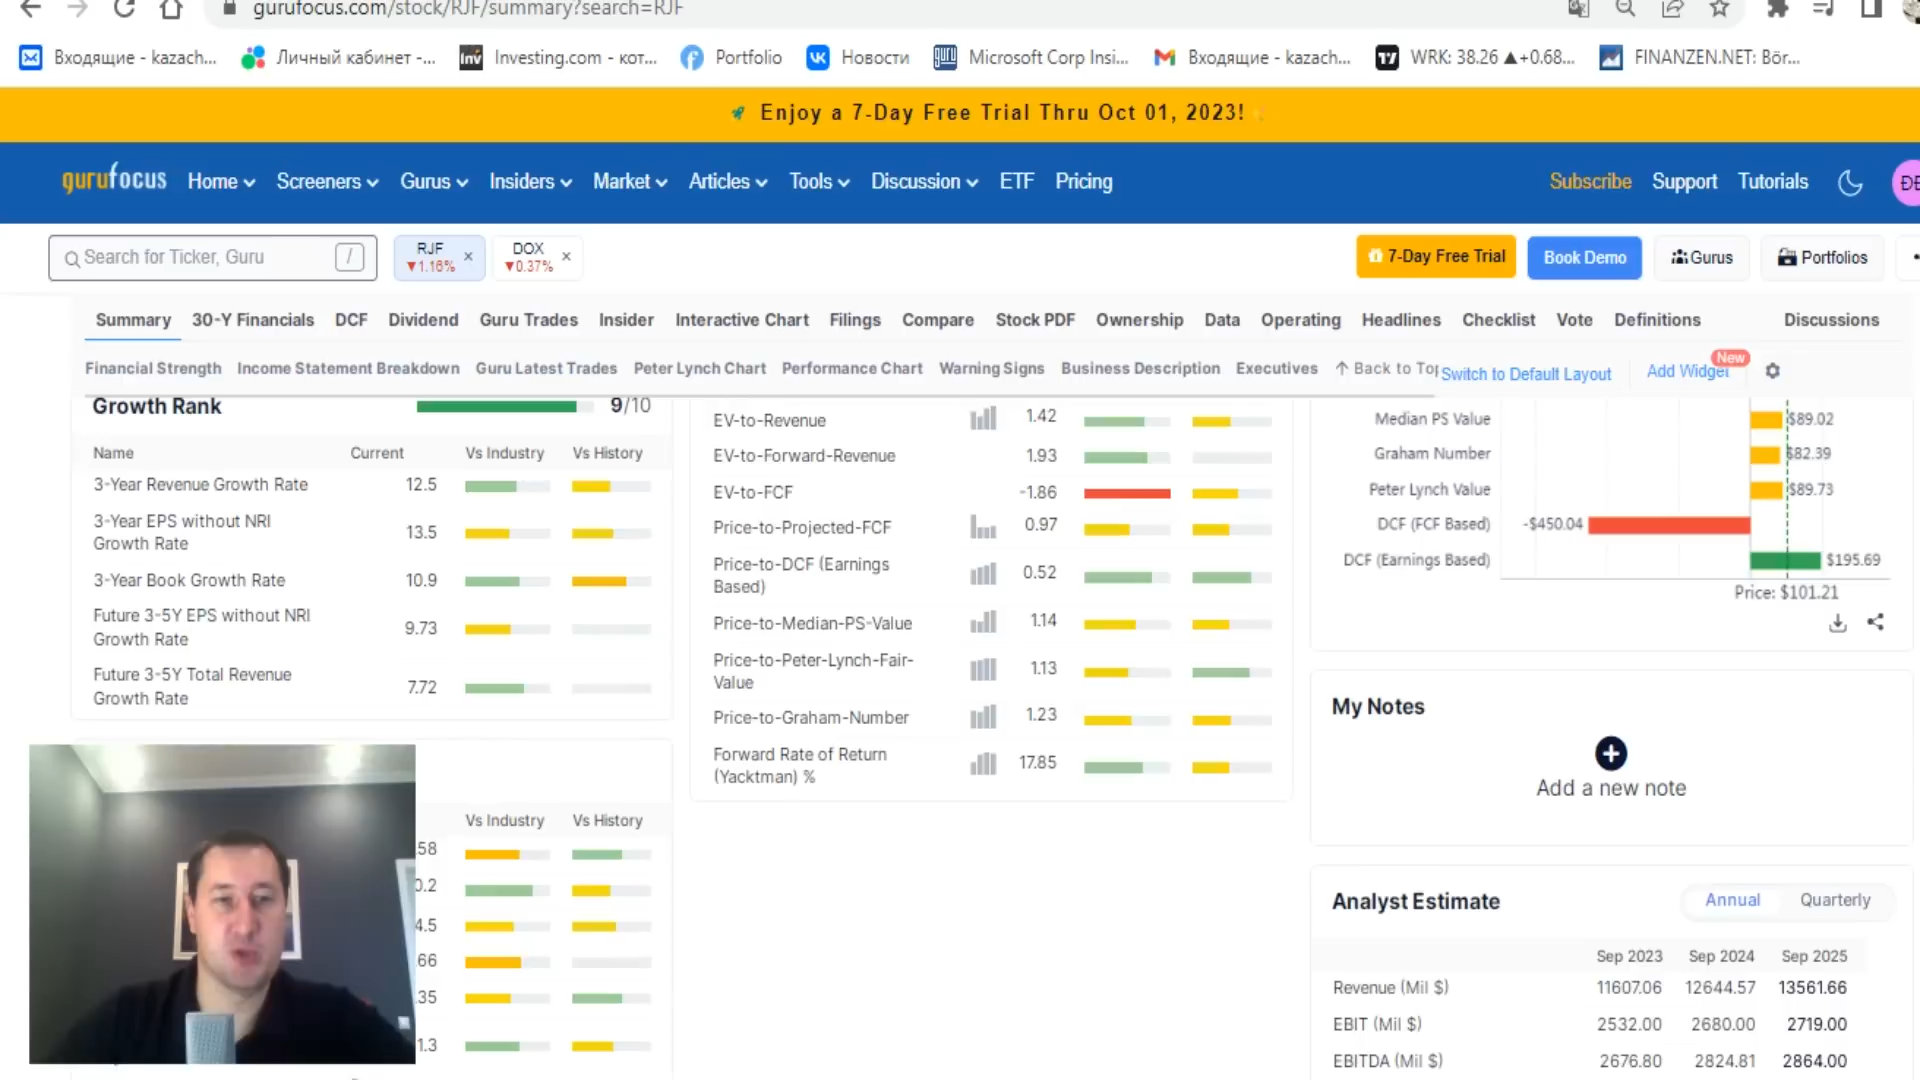 gurufocus.com/stock/RJF/summary?search=RJF
Входящие - kazach...
Личный кабинет -...
Inv
Investing.com - кот...
Portfolio
Новости
guru
Microsoft Corp Insi...
Входящие - kazach...
WRK: 38.26 ▲+0.68...
FINANZEN.NET: Bör...
Enjoy a 7-Day Free Trial Thru Oct 01, 2023!
gurufocus Home Screeners Gurus Insiders Market Articles Tools Discussion ETF Pricing Subscribe Support Tutorials
Search for Ticker, Guru /
RJF ×
▼1.16%
DOX ×
▼0.37%
7-Day Free Trial Book Demo Gurus Portfolios
Summary 30-Y Financials DCF Dividend Guru Trades Insider Interactive Chart Filings Compare Stock PDF Ownership Data Operating Headlines Checklist Vote Definitions Discussions
Financial Strength Income Statement Breakdown Guru Latest Trades Peter Lynch Chart Performance Chart Warning Signs Business Description Executives ↑ Back to Top
Switch to Default Layout Add Widget New
Growth Rank 9/10
Name Current Vs Industry Vs History
3-Year Revenue Growth Rate 12.5
3-Year EPS without NRI
Growth Rate 13.5
3-Year Book Growth Rate 10.9
Future 3-5Y EPS without NRI
Growth Rate 9.73
Future 3-5Y Total Revenue
Growth Rate 7.72
Vs Industry Vs History
.58
0.2
4.5
.66
.35
1.3
EV-to-Revenue 1.42
EV-to-Forward-Revenue 1.93
EV-to-FCF -1.86
Price-to-Projected-FCF 0.97
Price-to-DCF (Earnings
Based) 0.52
Price-to-Median-PS-Value 1.14
Price-to-Peter-Lynch-Fair-
Value 1.13
Price-to-Graham-Number 1.23
Forward Rate of Return
(Yacktman) % 17.85
Median PS Value $89.02
Graham Number $82.39
Peter Lynch Value $89.73
DCF (FCF Based) -$450.04
DCF (Earnings Based) $195.69
Price: $101.21
My Notes
Add a new note
Analyst Estimate Annual Quarterly
Sep 2023 Sep 2024 Sep 2025
Revenue (Mil $) 11607.06 12644.57 13561.66
EBIT (Mil $) 2532.00 2680.00 2719.00
EBITDA (Mil $) 2676.80 2824.81 2864.00